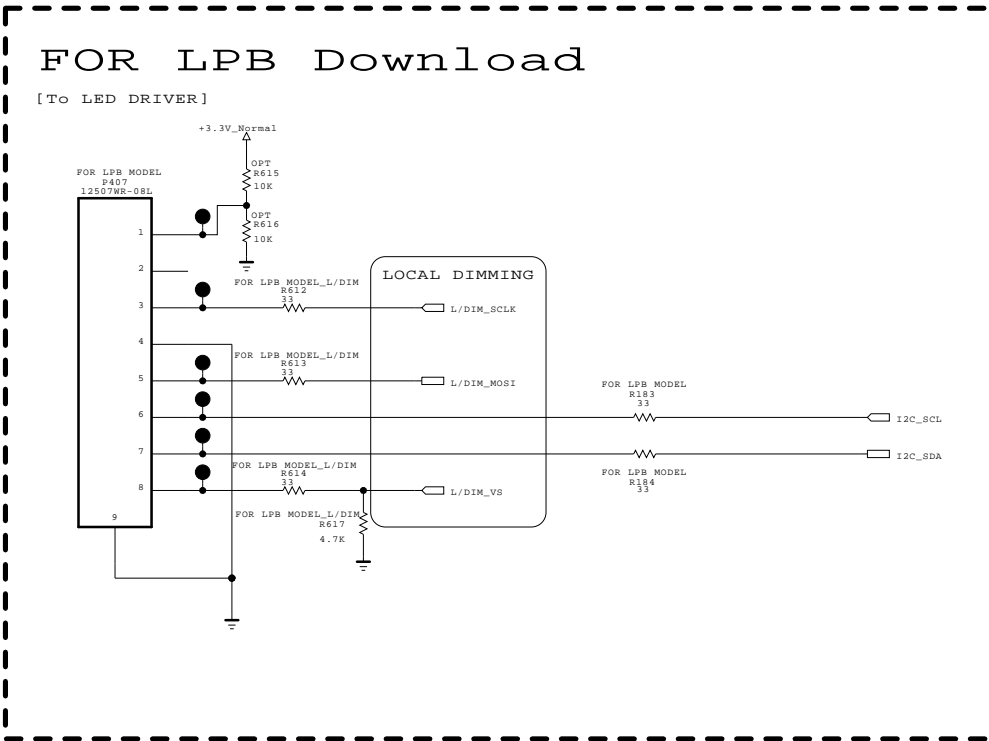 FOR LPB Download
[To LED DRIVER]
+3.3V_Normal
OPT
R615
10K
FOR LPB MODEL
P407
12507WR-08L
OPT
R616
10K
1
2
LOCAL DIMMING
FOR LPB MODEL_L/DIM
R612
33
3
L/DIM_SCLK
4
FOR LPB MODEL_L/DIM
R613
33
5
L/DIM_MOSI
FOR LPB MODEL
R183
33
6
I2C_SCL
7
I2C_SDA
FOR LPB MODEL_L/DIM
R614
33
FOR LPB MODEL
R184
33
8
L/DIM_VS
9
FOR LPB MODEL_L/DIM
R617
4.7K